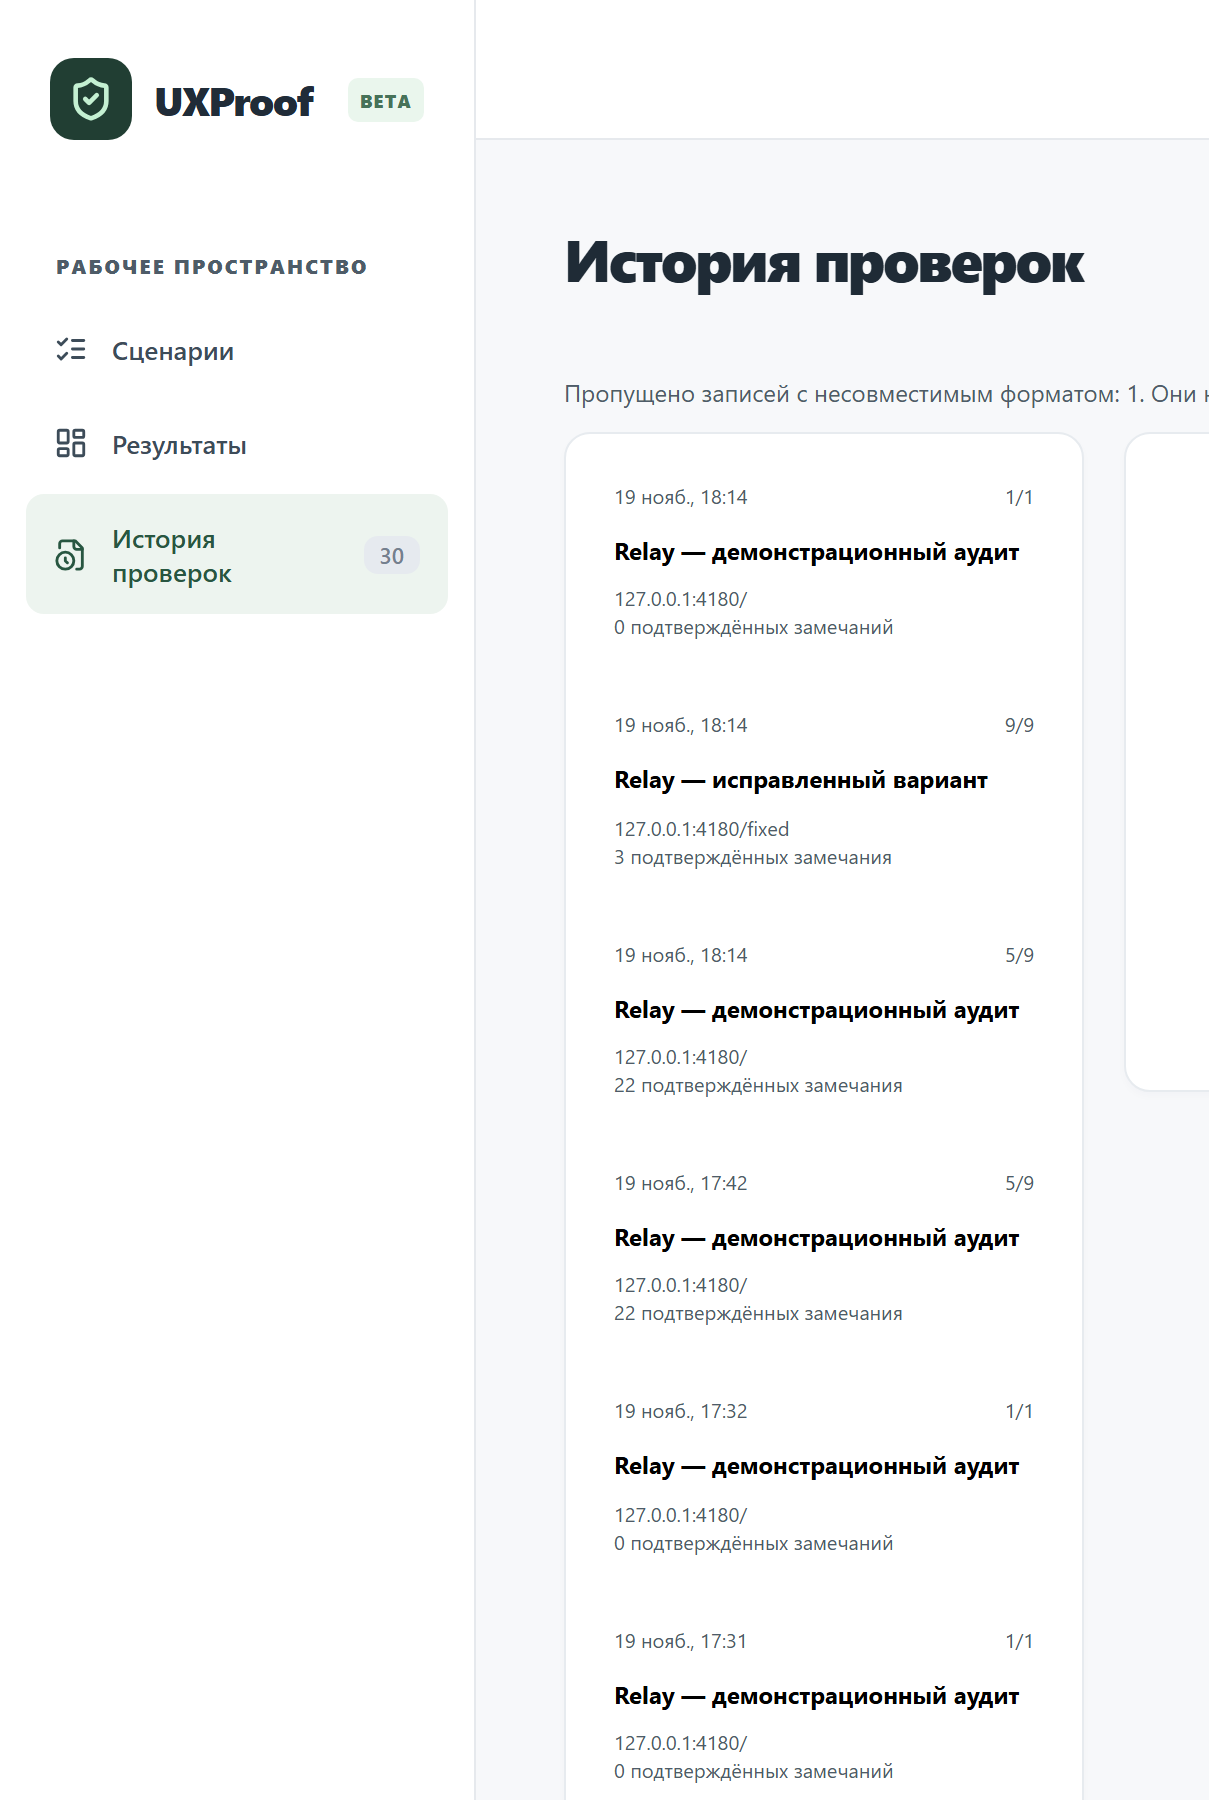 UXProof
BETA
РАБОЧЕЕ ПРОСТРАНСТВО
Сценарии
Результаты
История
проверок
30
История проверок
Пропущено записей с несовместимым форматом: 1. Они
19 нояб., 18:14 1/1
Relay — демонстрационный аудит
127.0.0.1:4180/
0 подтверждённых замечаний
19 нояб., 18:14 9/9
Relay — исправленный вариант
127.0.0.1:4180/fixed
3 подтверждённых замечания
19 нояб., 18:14 5/9
Relay — демонстрационный аудит
127.0.0.1:4180/
22 подтверждённых замечания
19 нояб., 17:42 5/9
Relay — демонстрационный аудит
127.0.0.1:4180/
22 подтверждённых замечания
19 нояб., 17:32 1/1
Relay — демонстрационный аудит
127.0.0.1:4180/
0 подтверждённых замечаний
19 нояб., 17:31 1/1
Relay — демонстрационный аудит
127.0.0.1:4180/
0 подтверждённых замечаний